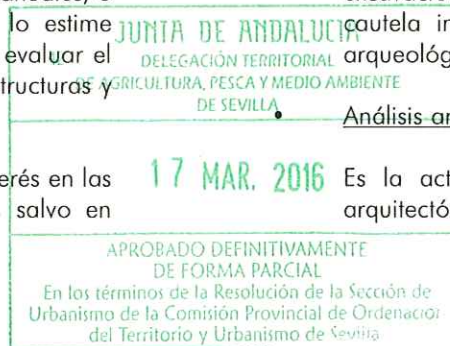 lo estime
evaluar el
tructuras y
erés en las
salvo en
JUNTA DE ANDALUCIA
DELEGACIÓN TERRITORIAL
DE AGRICULTURA, PESCA Y MEDIO AMBIENTE
DE SEVILLA
17 MAR. 2016
APROBADO DEFINITIVAMENTE
DE FORMA PARCIAL
En los términos de la Resolución de la Sección de
Urbanismo de la Comisión Provincial de Ordenación
del Territorio y Urbanismo de Sevilla
cautela in
arqueológ
• Análisis ar
Es la act
arquitectó